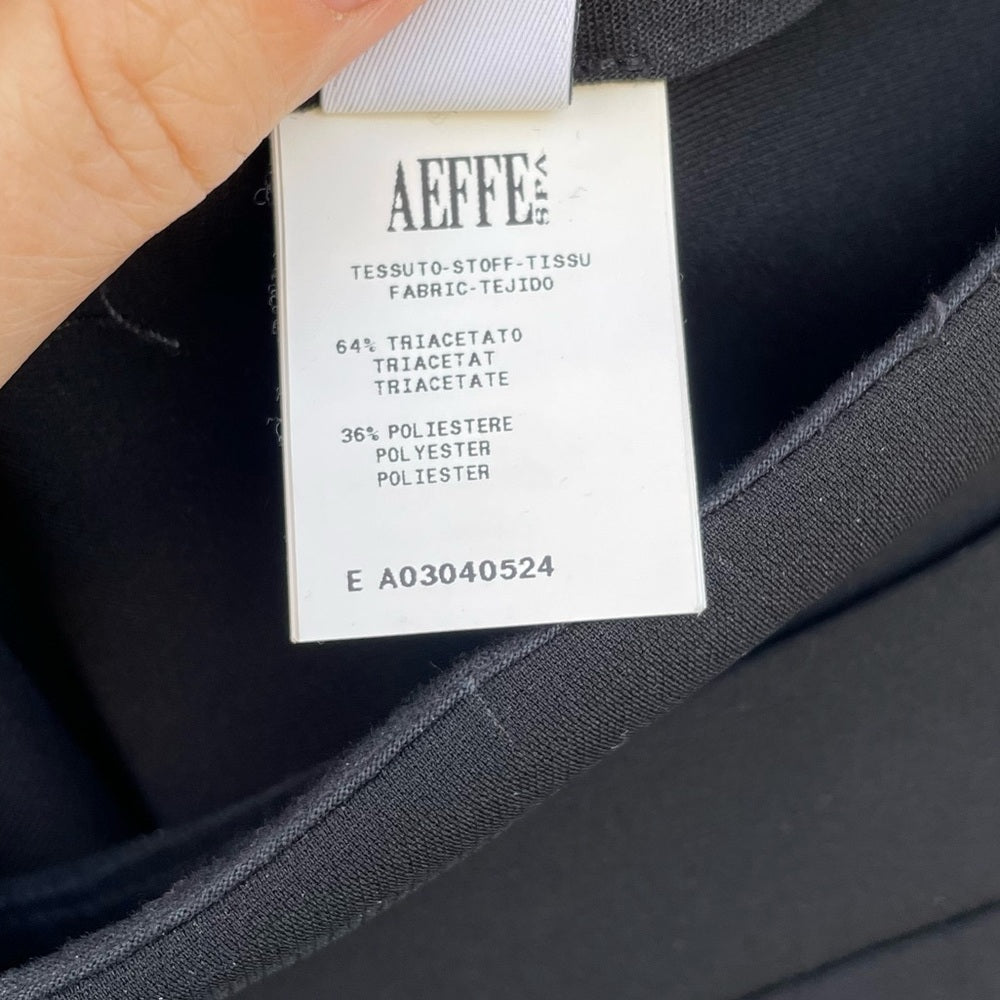 AEFFE SPA
TESSUTO-STOFF-TISSU
FABRIC-TEJIDO
64% TRIACETATO
TRIACETAT
TRIACETATE
36% POLIESTERE
POLYESTER
POLIESTER
E A03040524